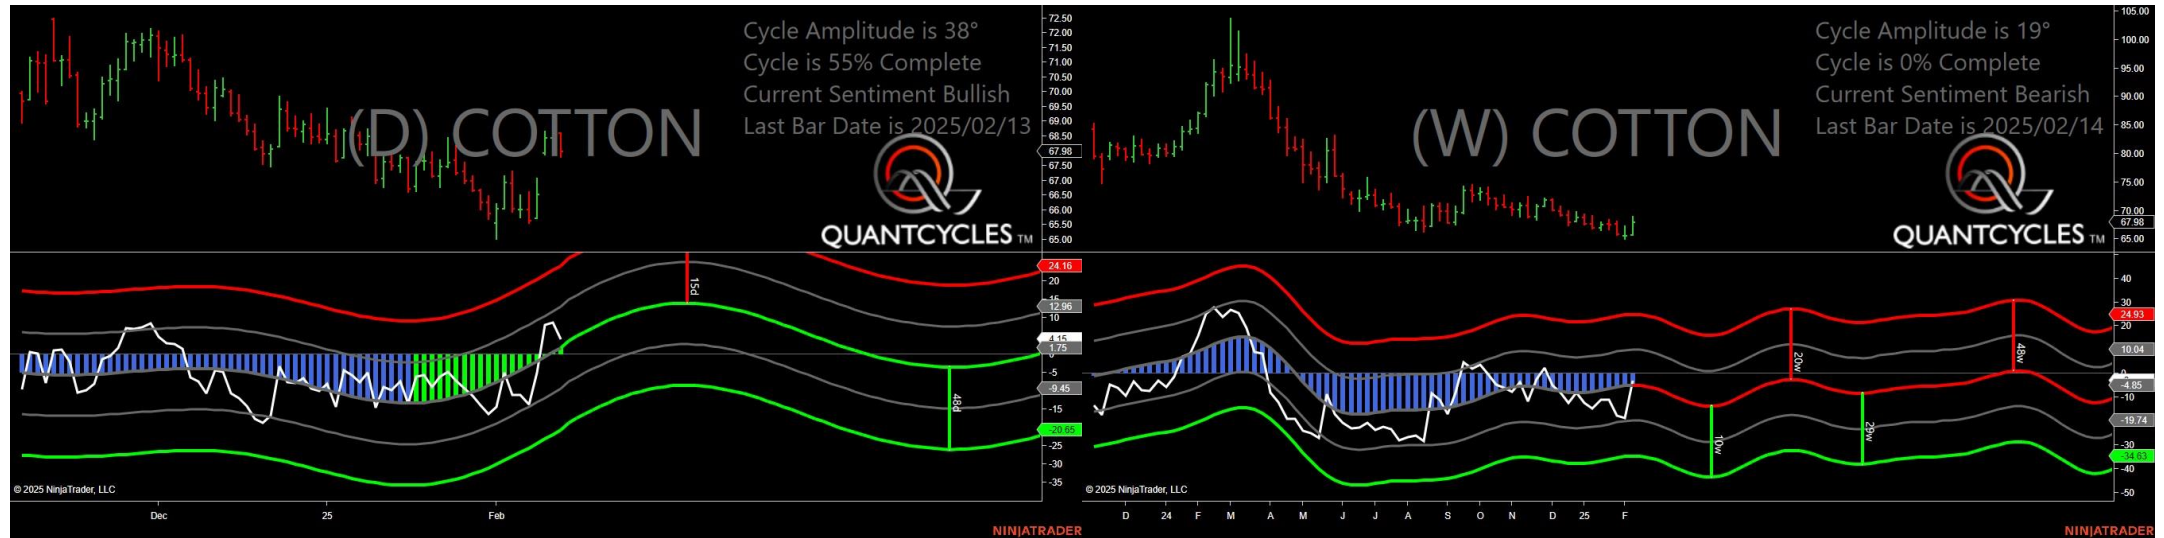 Cycle Amplitude is 38°
Cycle is 55% Complete
Current Sentiment Bullish
Last Bar Date is 2025/02/13
(D) COTTON
QUANTCYCLES TM
72.50
72.00
71.50
71.00
70.50
70.00
69.50
69.00
68.50
67.98
67.50
67.00
66.50
66.00
65.50
65.00
24.16
20
15
12.96
10
4.15
1.75
-5
-9.45
-15
-20.65
-25
-30
-35
15d
48d
© 2025 NinjaTrader, LLC
Dec
25
Feb
NINJATRADER
Cycle Amplitude is 19°
Cycle is 0% Complete
Current Sentiment Bearish
Last Bar Date is 2025/02/14
(W) COTTON
QUANTCYCLES TM
105.00
100.00
95.00
90.00
85.00
80.00
75.00
70.00
67.98
65.00
40
30
24.93
20
10.04
0
-4.85
-10
-19.74
-30
-34.63
-40
-50
10w
20w
29w
48w
© 2025 NinjaTrader, LLC
D
24
F
M
A
M
J
J
A
S
O
N
D
25
F
NINJATRADER